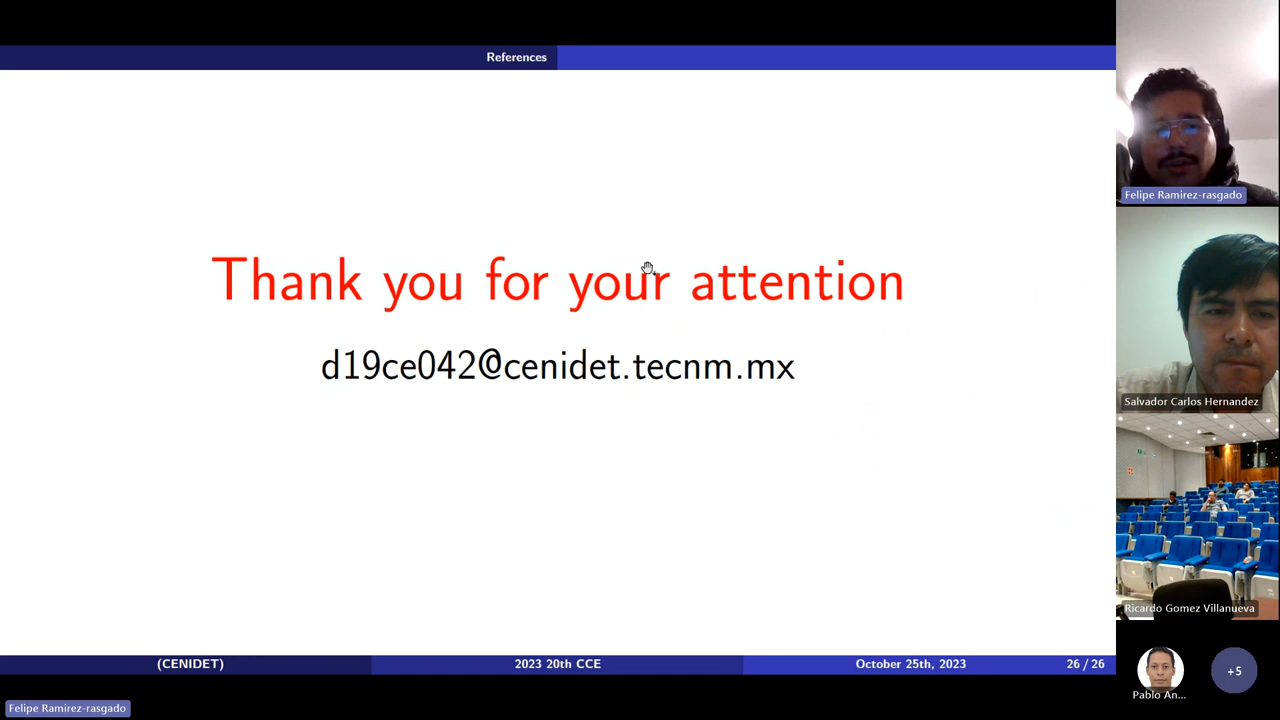 References
Thank you for your attention
d19ce042@cenidet.tecnm.mx
(CENIDET)
2023 20th CCE
October 25th, 2023
26 / 26
Felipe Ramirez-rasgado
Salvador Carlos Hernandez
Ricardo Gomez Villanueva
Pablo An...
+5
Felipe Ramirez-rasgado